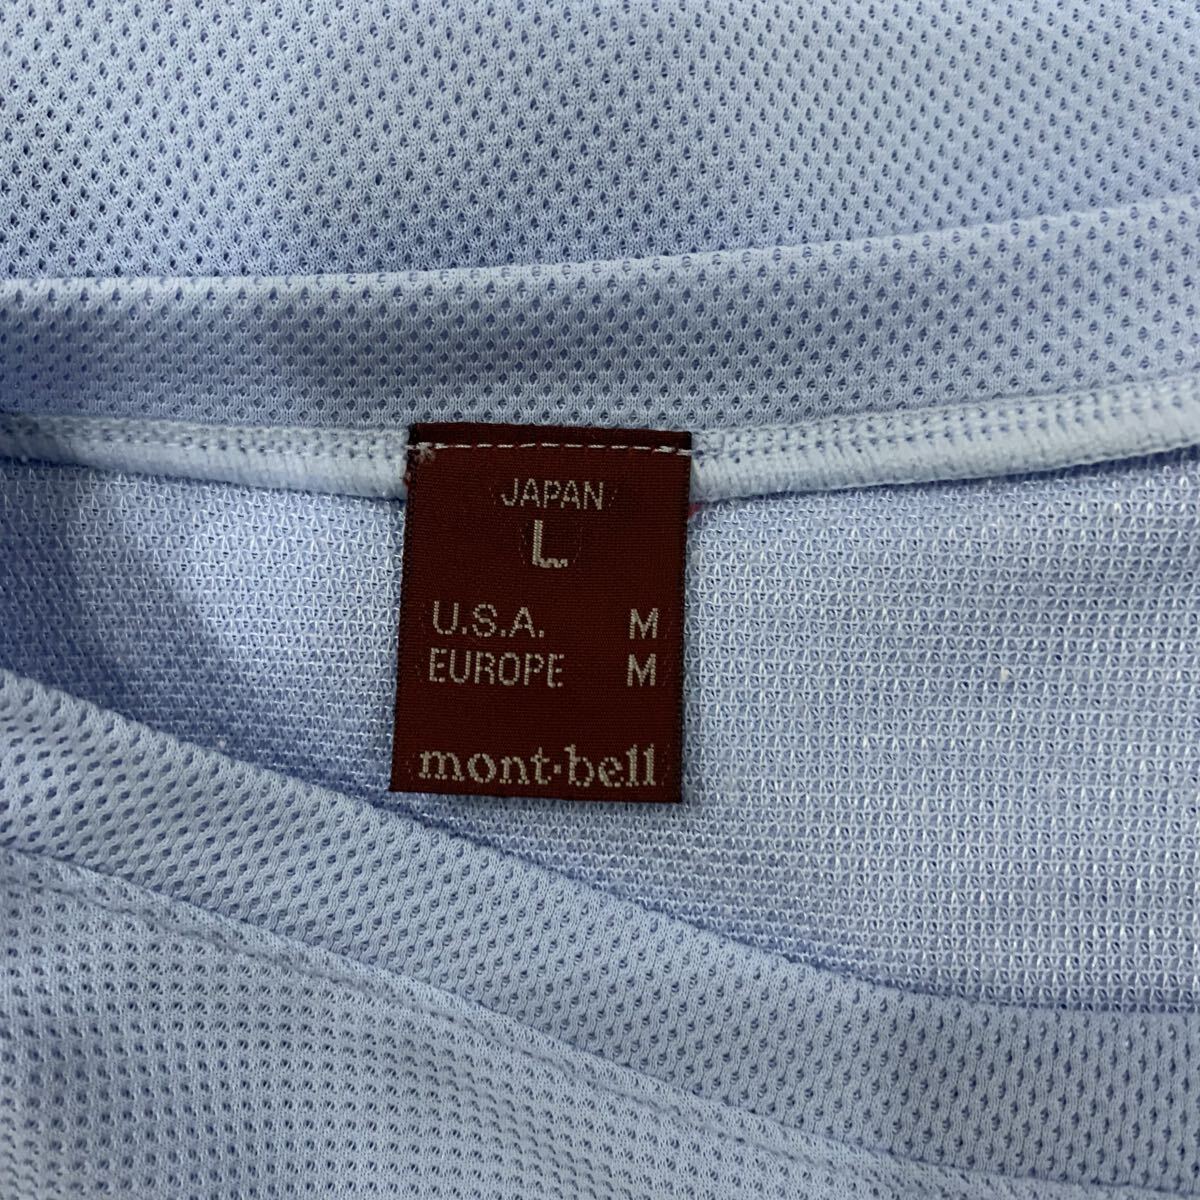 JAPAN
L
U.S.A. M
EUROPE M
mont·bell